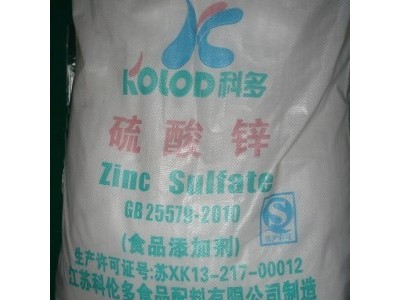 KOLOD科多
硫酸锌
Zinc Sulfate
GB 25579-2010
(食品添加剂)
生产许可证号:苏XK13-217-00012
江苏科伦多食品配料有限公司制造